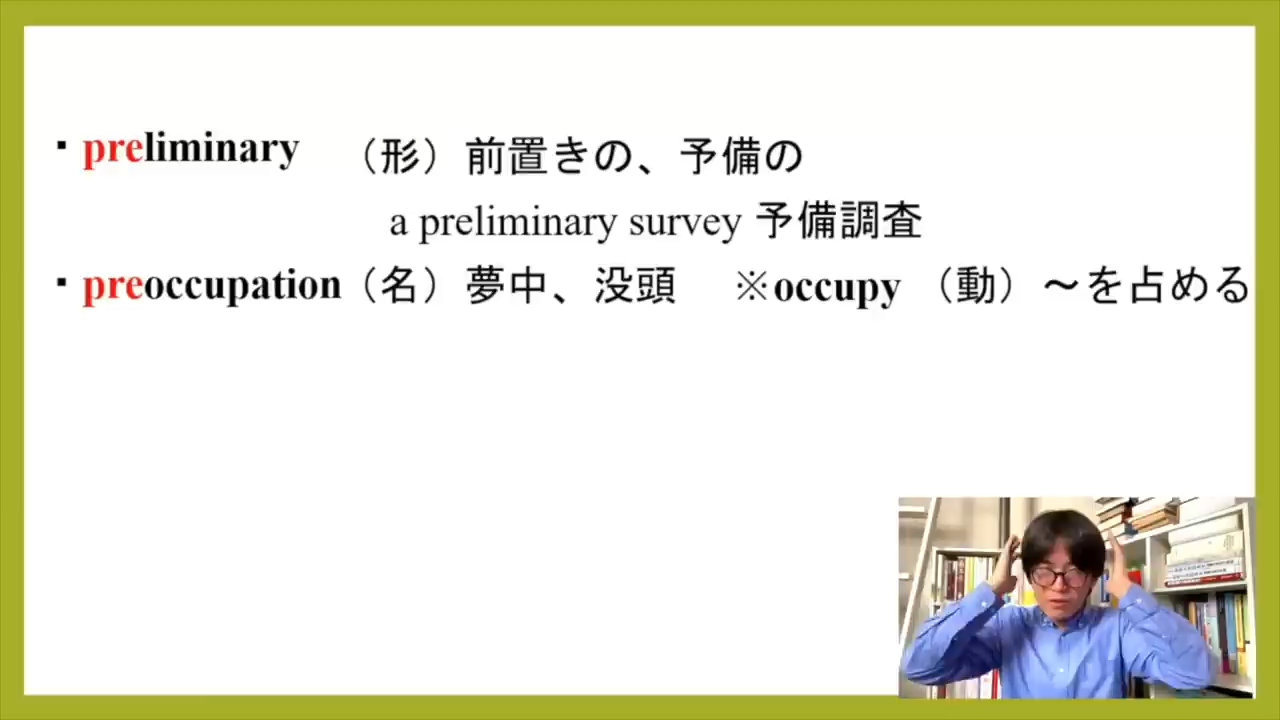 ・preliminary （形）前置きの、予備の
a preliminary survey 予備調査
・preoccupation（名）夢中、没頭 ※occupy （動）～を占める